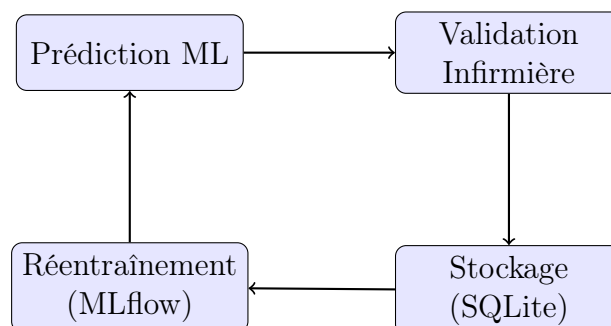 Prédiction ML
Validation
Infirmière
Réentraînement
(MLflow)
Stockage
(SQLite)